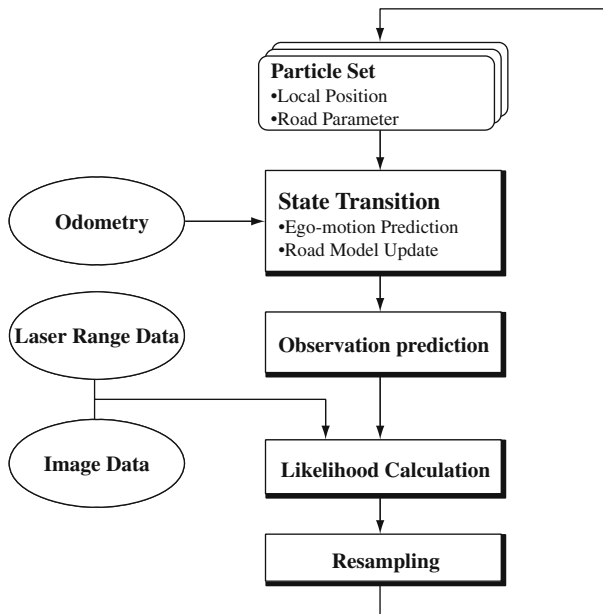 Particle Set
•Local Position
•Road Parameter
State Transition
•Ego-motion Prediction
•Road Model Update
Odometry
Laser Range Data
Observation prediction
Image Data
Likelihood Calculation
Resampling